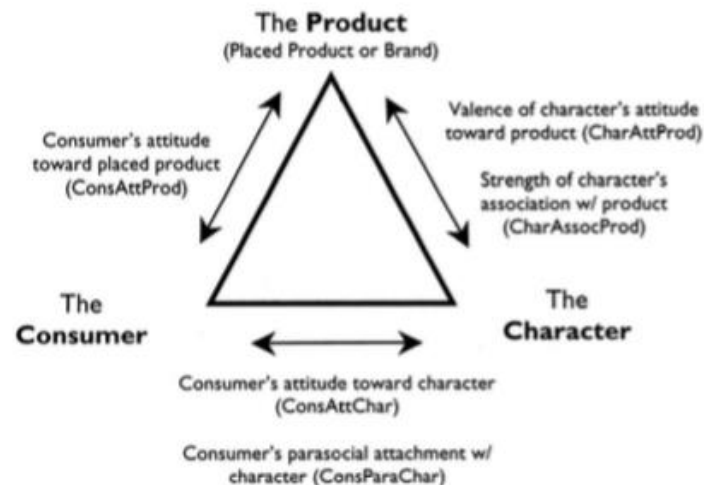 The Product
(Placed Product or Brand)
Consumer's attitude
toward placed product
(ConsAttProd)
Valence of character's attitude
toward product (CharAttProd)
Strength of character's
association w/ product
(CharAssocProd)
The
Consumer
The
Character
Consumer's attitude toward character
(ConsAttChar)
Consumer's parasocial attachment w/
character (ConsParaChar)